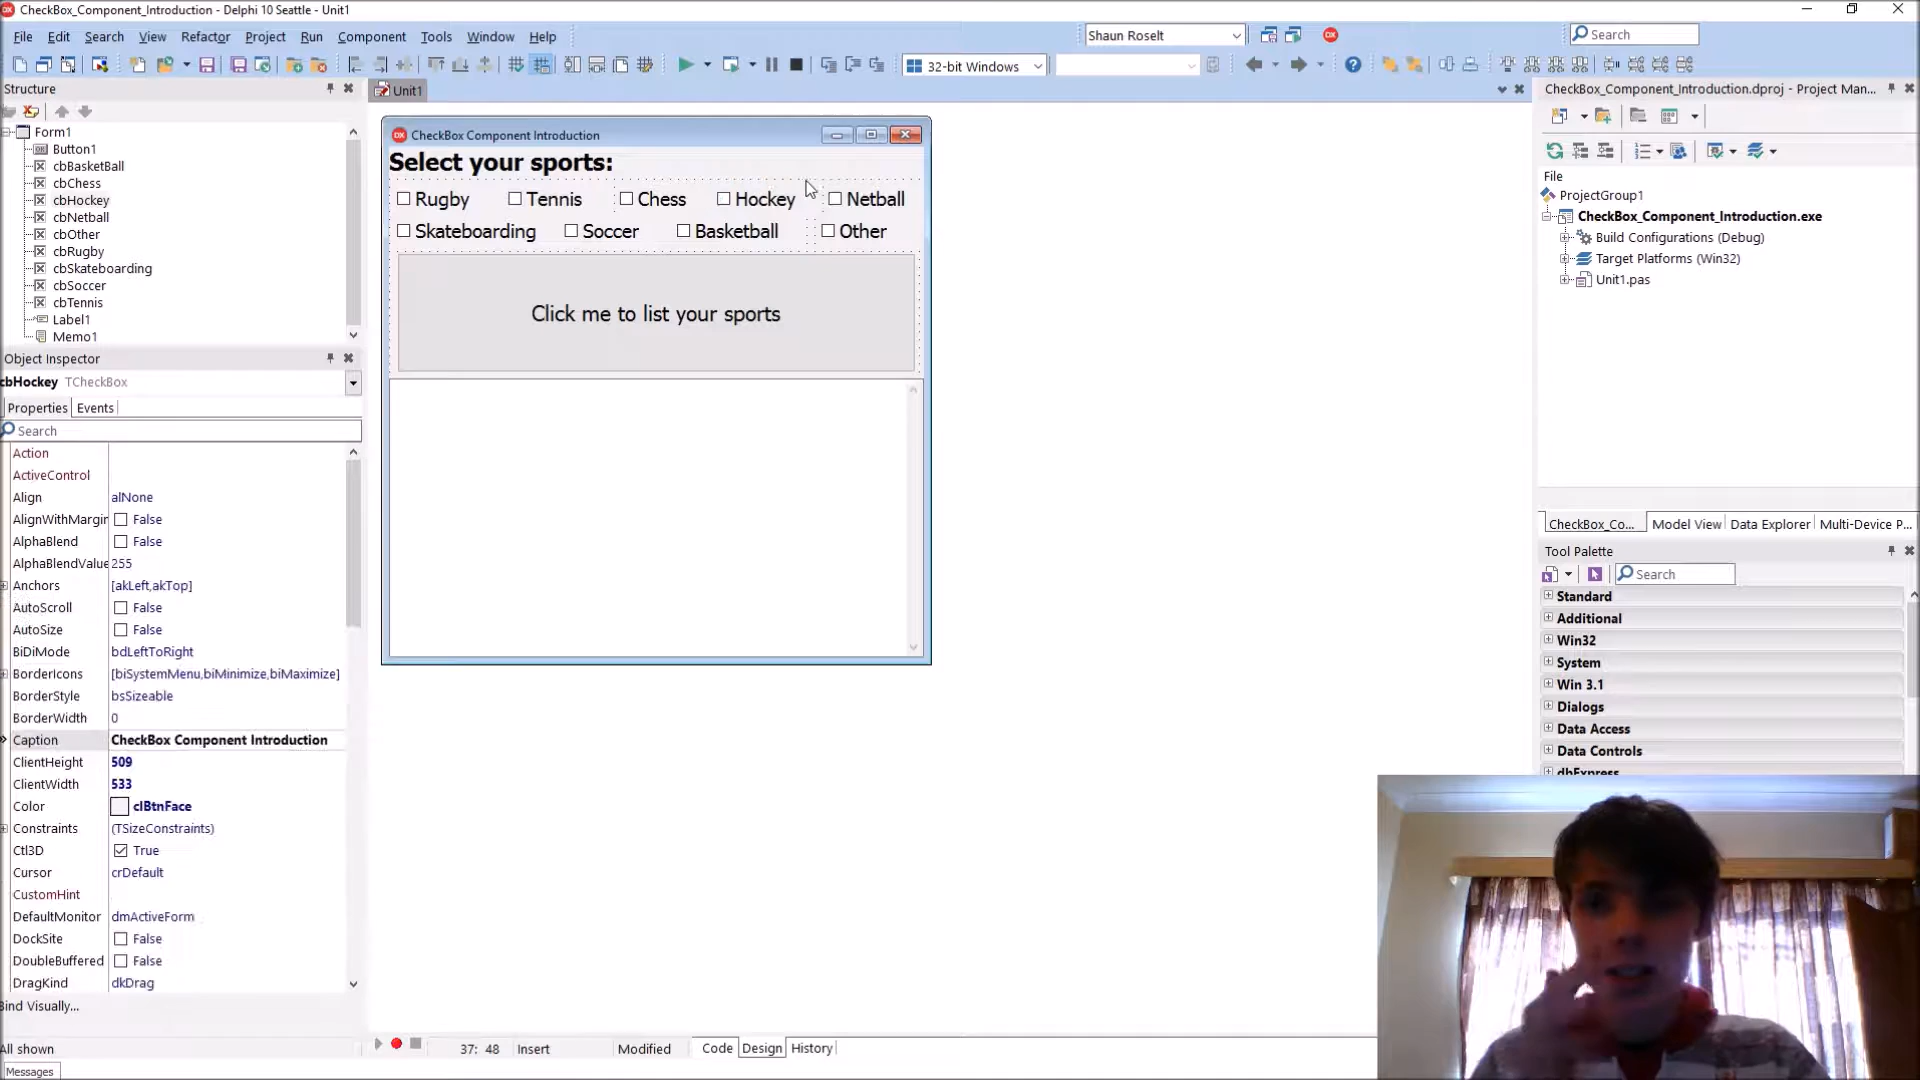 CheckBox_Component_Introduction - Delphi 10 Seattle - Unit1
File Edit Search View Refactor Project Run Component Tools Window Help
Shaun Roselt
Search
32-bit Windows
Structure
Unit1
Form1
Button1
cbBasketBall
cbChess
cbHockey
cbNetball
cbOther
cbRugby
cbSkateboarding
cbSoccer
cbTennis
Label1
Memo1
Object Inspector
cbHockey TCheckBox
Properties Events
Search
Action
ActiveControl
Align alNone
AlignWithMargin False
AlphaBlend False
AlphaBlendValue 255
Anchors [akLeft,akTop]
AutoScroll False
AutoSize False
BiDiMode bdLeftToRight
BorderIcons [biSystemMenu,biMinimize,biMaximize]
BorderStyle bsSizeable
BorderWidth 0
Caption CheckBox Component Introduction
ClientHeight 509
ClientWidth 533
Color clBtnFace
Constraints (TSizeConstraints)
Ctl3D True
Cursor crDefault
CustomHint
DefaultMonitor dmActiveForm
DockSite False
DoubleBuffered False
DragKind dkDrag
Bind Visually...
All shown
Messages
CheckBox Component Introduction
Select your sports:
Rugby Tennis Chess Hockey Netball
Skateboarding Soccer Basketball Other
Click me to list your sports
37: 48 Insert Modified Code Design History
CheckBox_Component_Introduction.dproj - Project Man...
File
ProjectGroup1
CheckBox_Component_Introduction.exe
Build Configurations (Debug)
Target Platforms (Win32)
Unit1.pas
CheckBox_Co... Model View Data Explorer Multi-Device P...
Tool Palette
Search
Standard
Additional
Win32
System
Win 3.1
Dialogs
Data Access
Data Controls
dbExpress